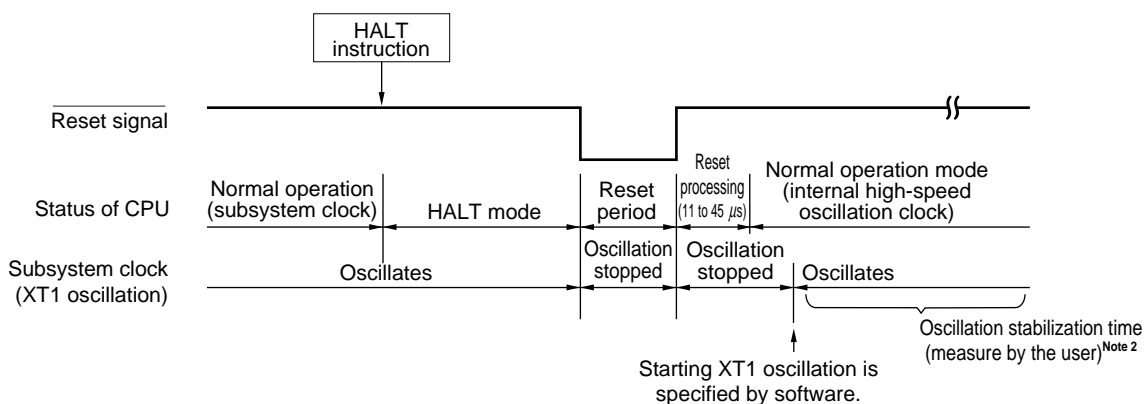 HALT
instruction
Reset signal
Status of CPU
Normal operation
(subsystem clock)
HALT mode
Reset
period
Reset
processing
(11 to 45 μs)
Normal operation mode
(internal high-speed
oscillation clock)
Subsystem clock
(XT1 oscillation)
Oscillates
Oscillation
stopped
Oscillation
stopped
Oscillates
Oscillation stabilization time
(measure by the user)Note 2
Starting XT1 oscillation is
specified by software.